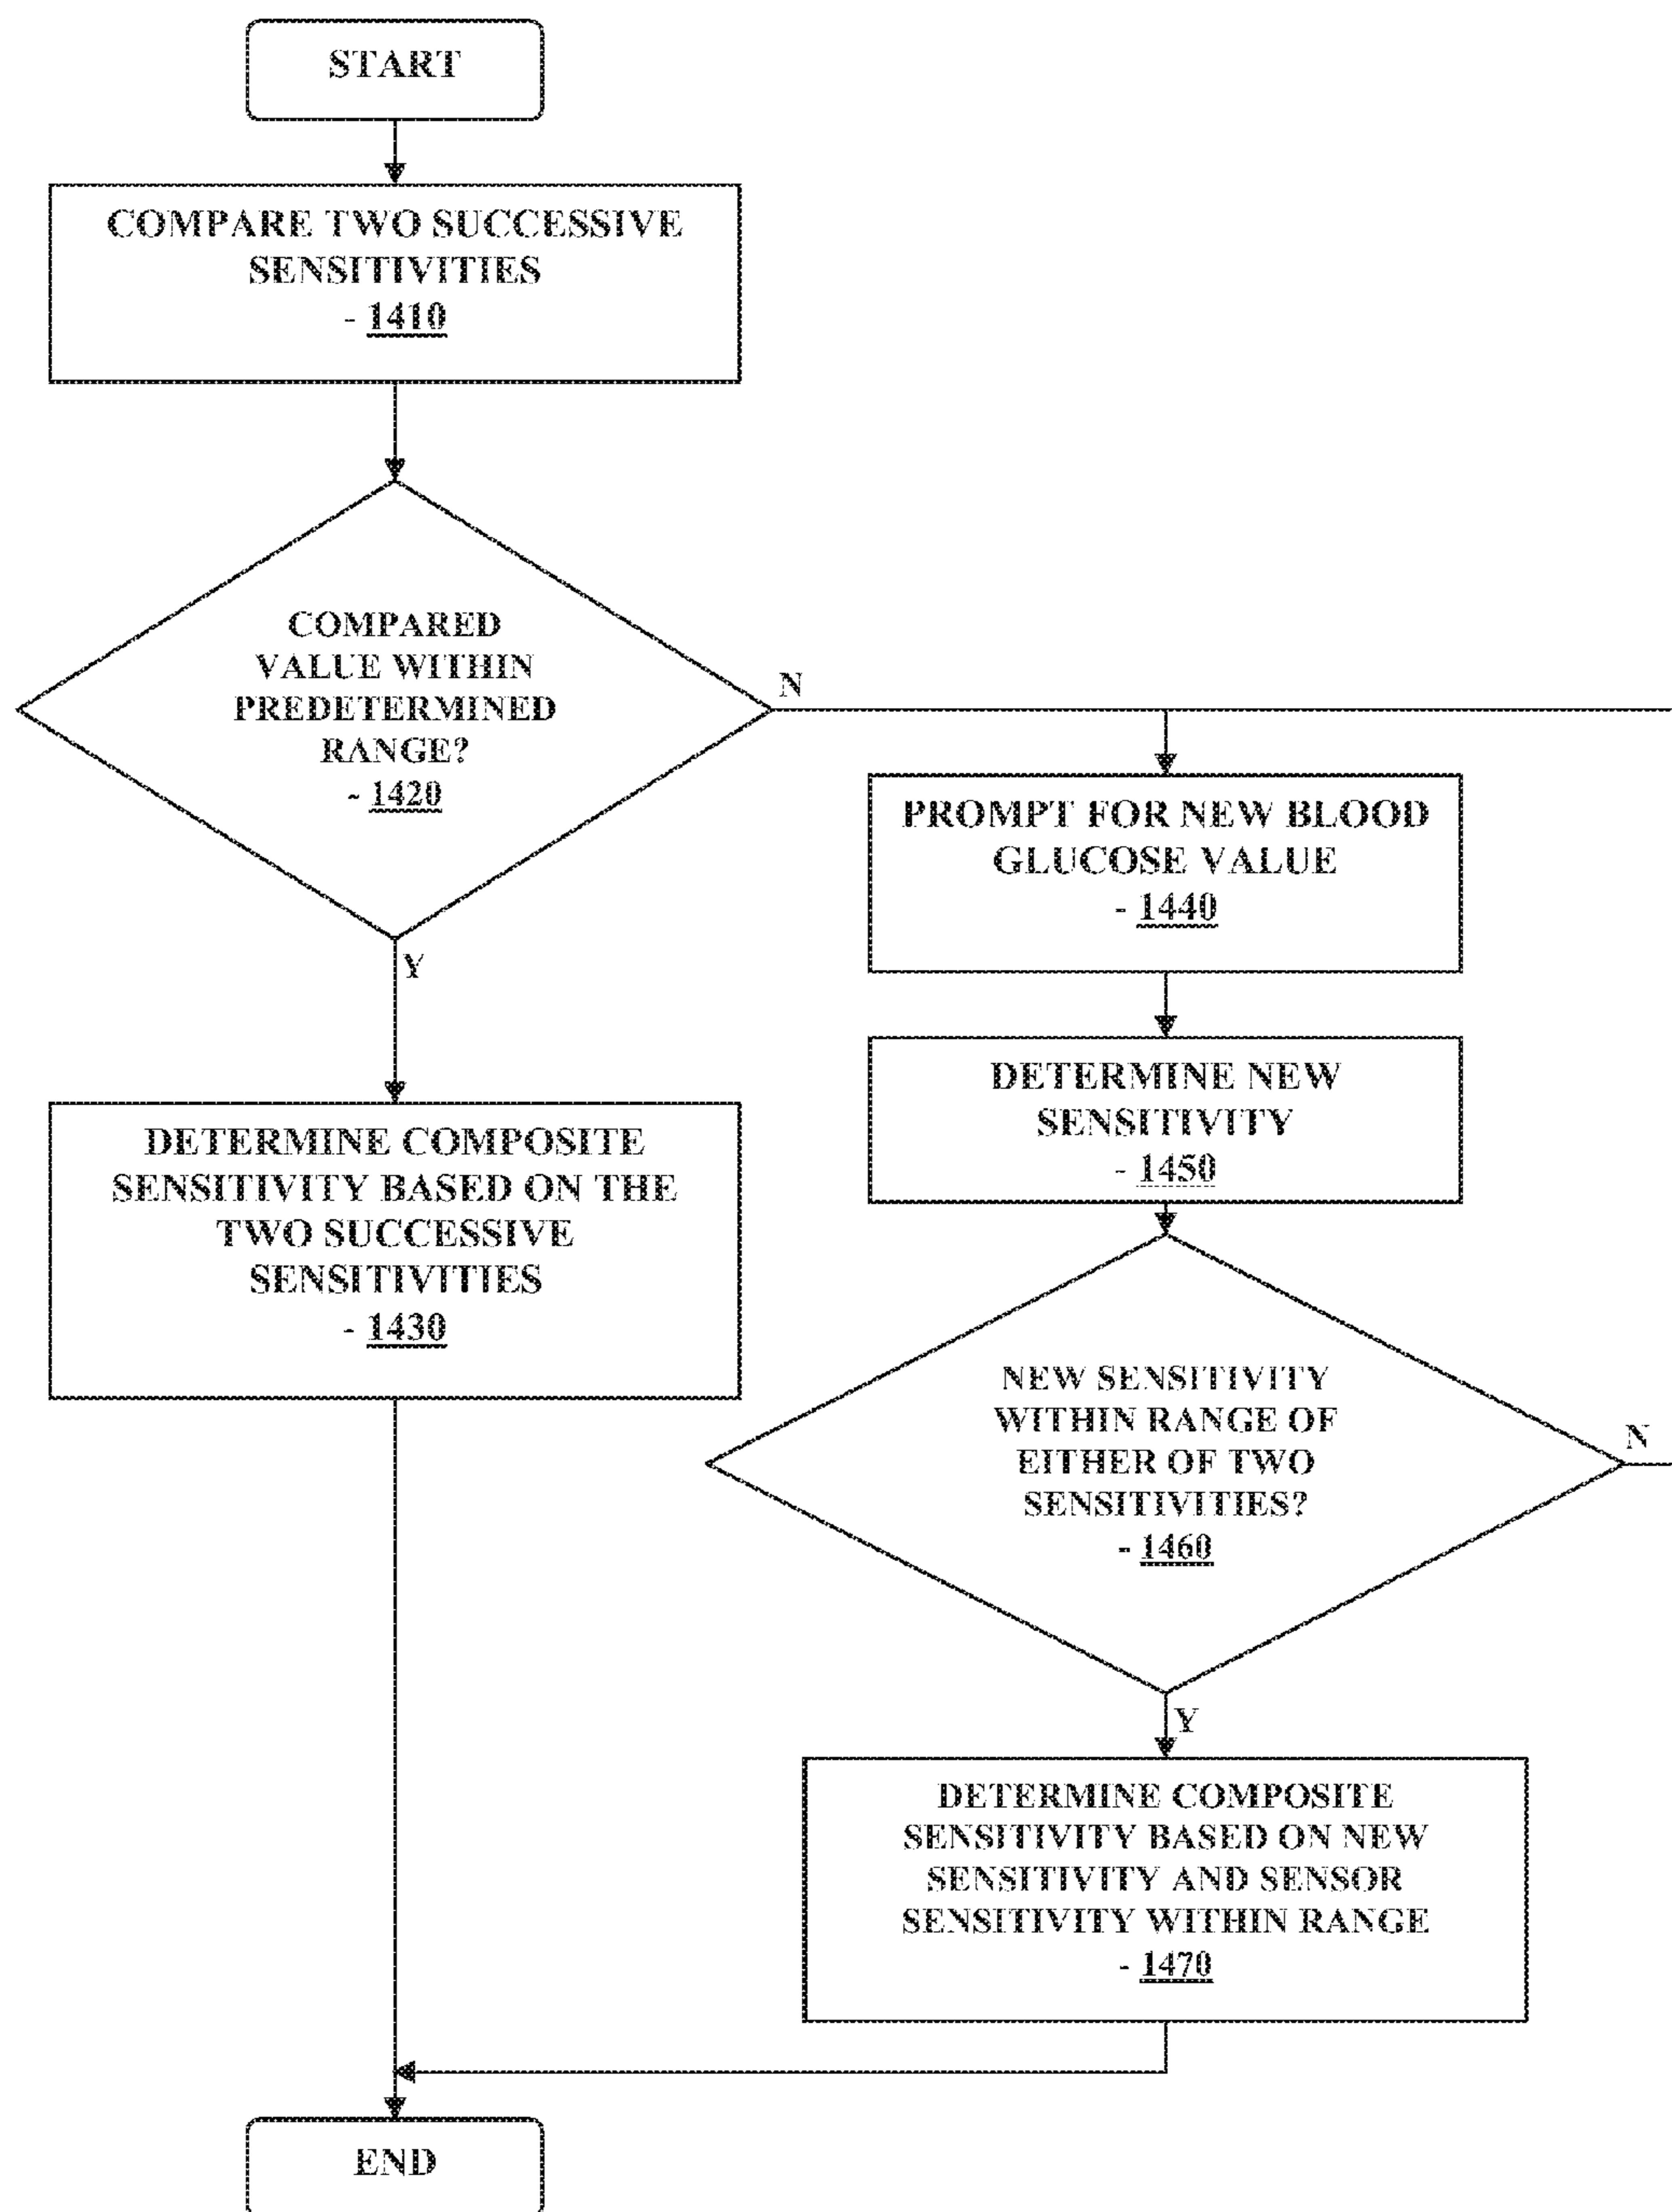 START
COMPARE TWO SUCCESSIVE
SENSITIVITIES
- 1410
COMPARED
VALUE WITHIN
PREDETERMINED
RANGE?
- 1420
N
Y
PROMPT FOR NEW BLOOD
GLUCOSE VALUE
- 1440
DETERMINE NEW
SENSITIVITY
- 1450
DETERMINE COMPOSITE
SENSITIVITY BASED ON THE
TWO SUCCESSIVE
SENSITIVITIES
- 1430
NEW SENSITIVITY
WITHIN RANGE OF
EITHER OF TWO
SENSITIVITIES?
- 1460
N
Y
DETERMINE COMPOSITE
SENSITIVITY BASED ON NEW
SENSITIVITY AND SENSOR
SENSITIVITY WITHIN RANGE
- 1470
END